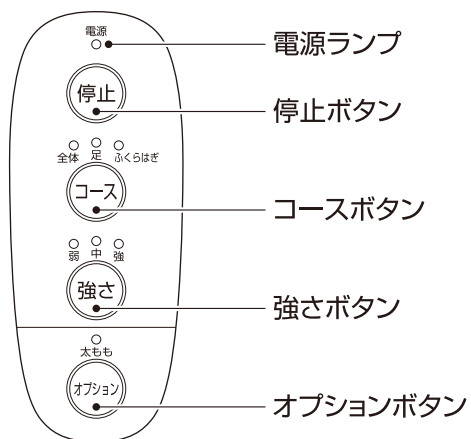 電源
電源ランプ
停止
停止ボタン
全体 足 ふくらはぎ
コース
コースボタン
弱 中 強
強さ
強さボタン
太もも
オプション
オプションボタン